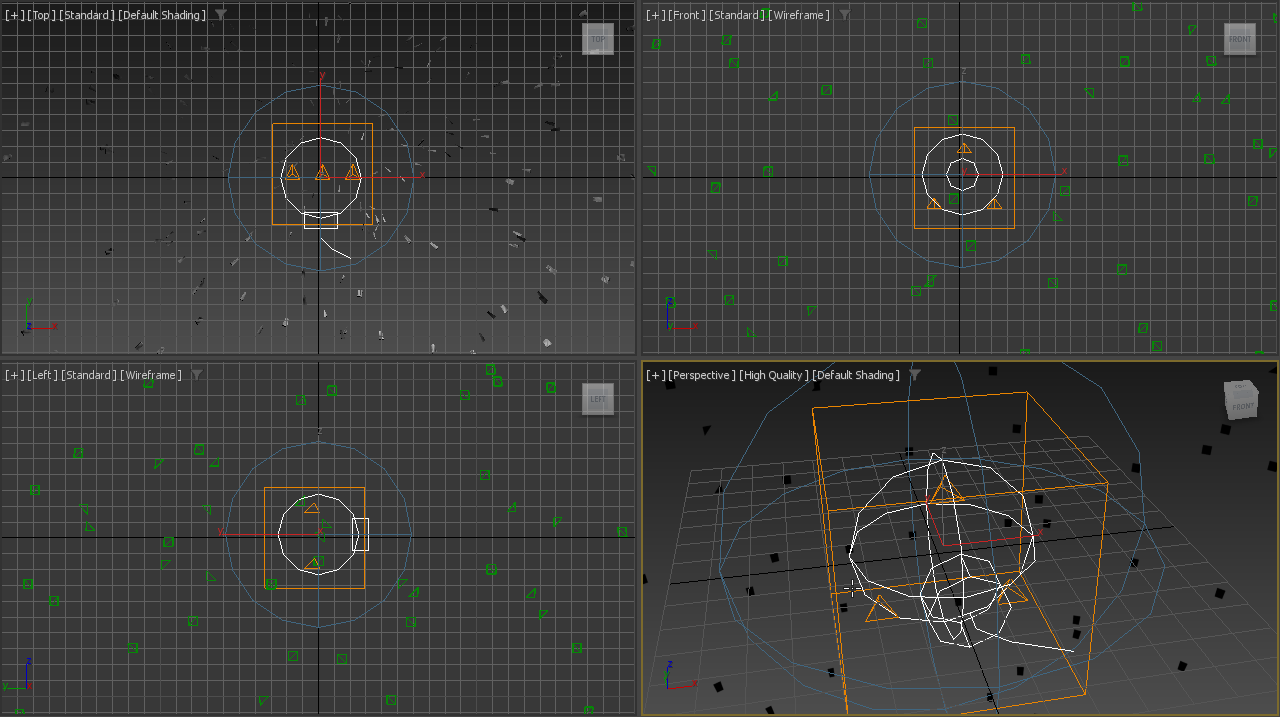 [+] [Top] [Standard] [Default Shading]
TOP
y
x
y
x
z
[+] [Front] [Standard] [Wireframe]
FRONT
z
x
[+] [Left] [Standard] [Wireframe]
LEFT
z
y
z
y
[+] [Perspective] [High Quality] [Default Shading]
FRONT
z
x
z